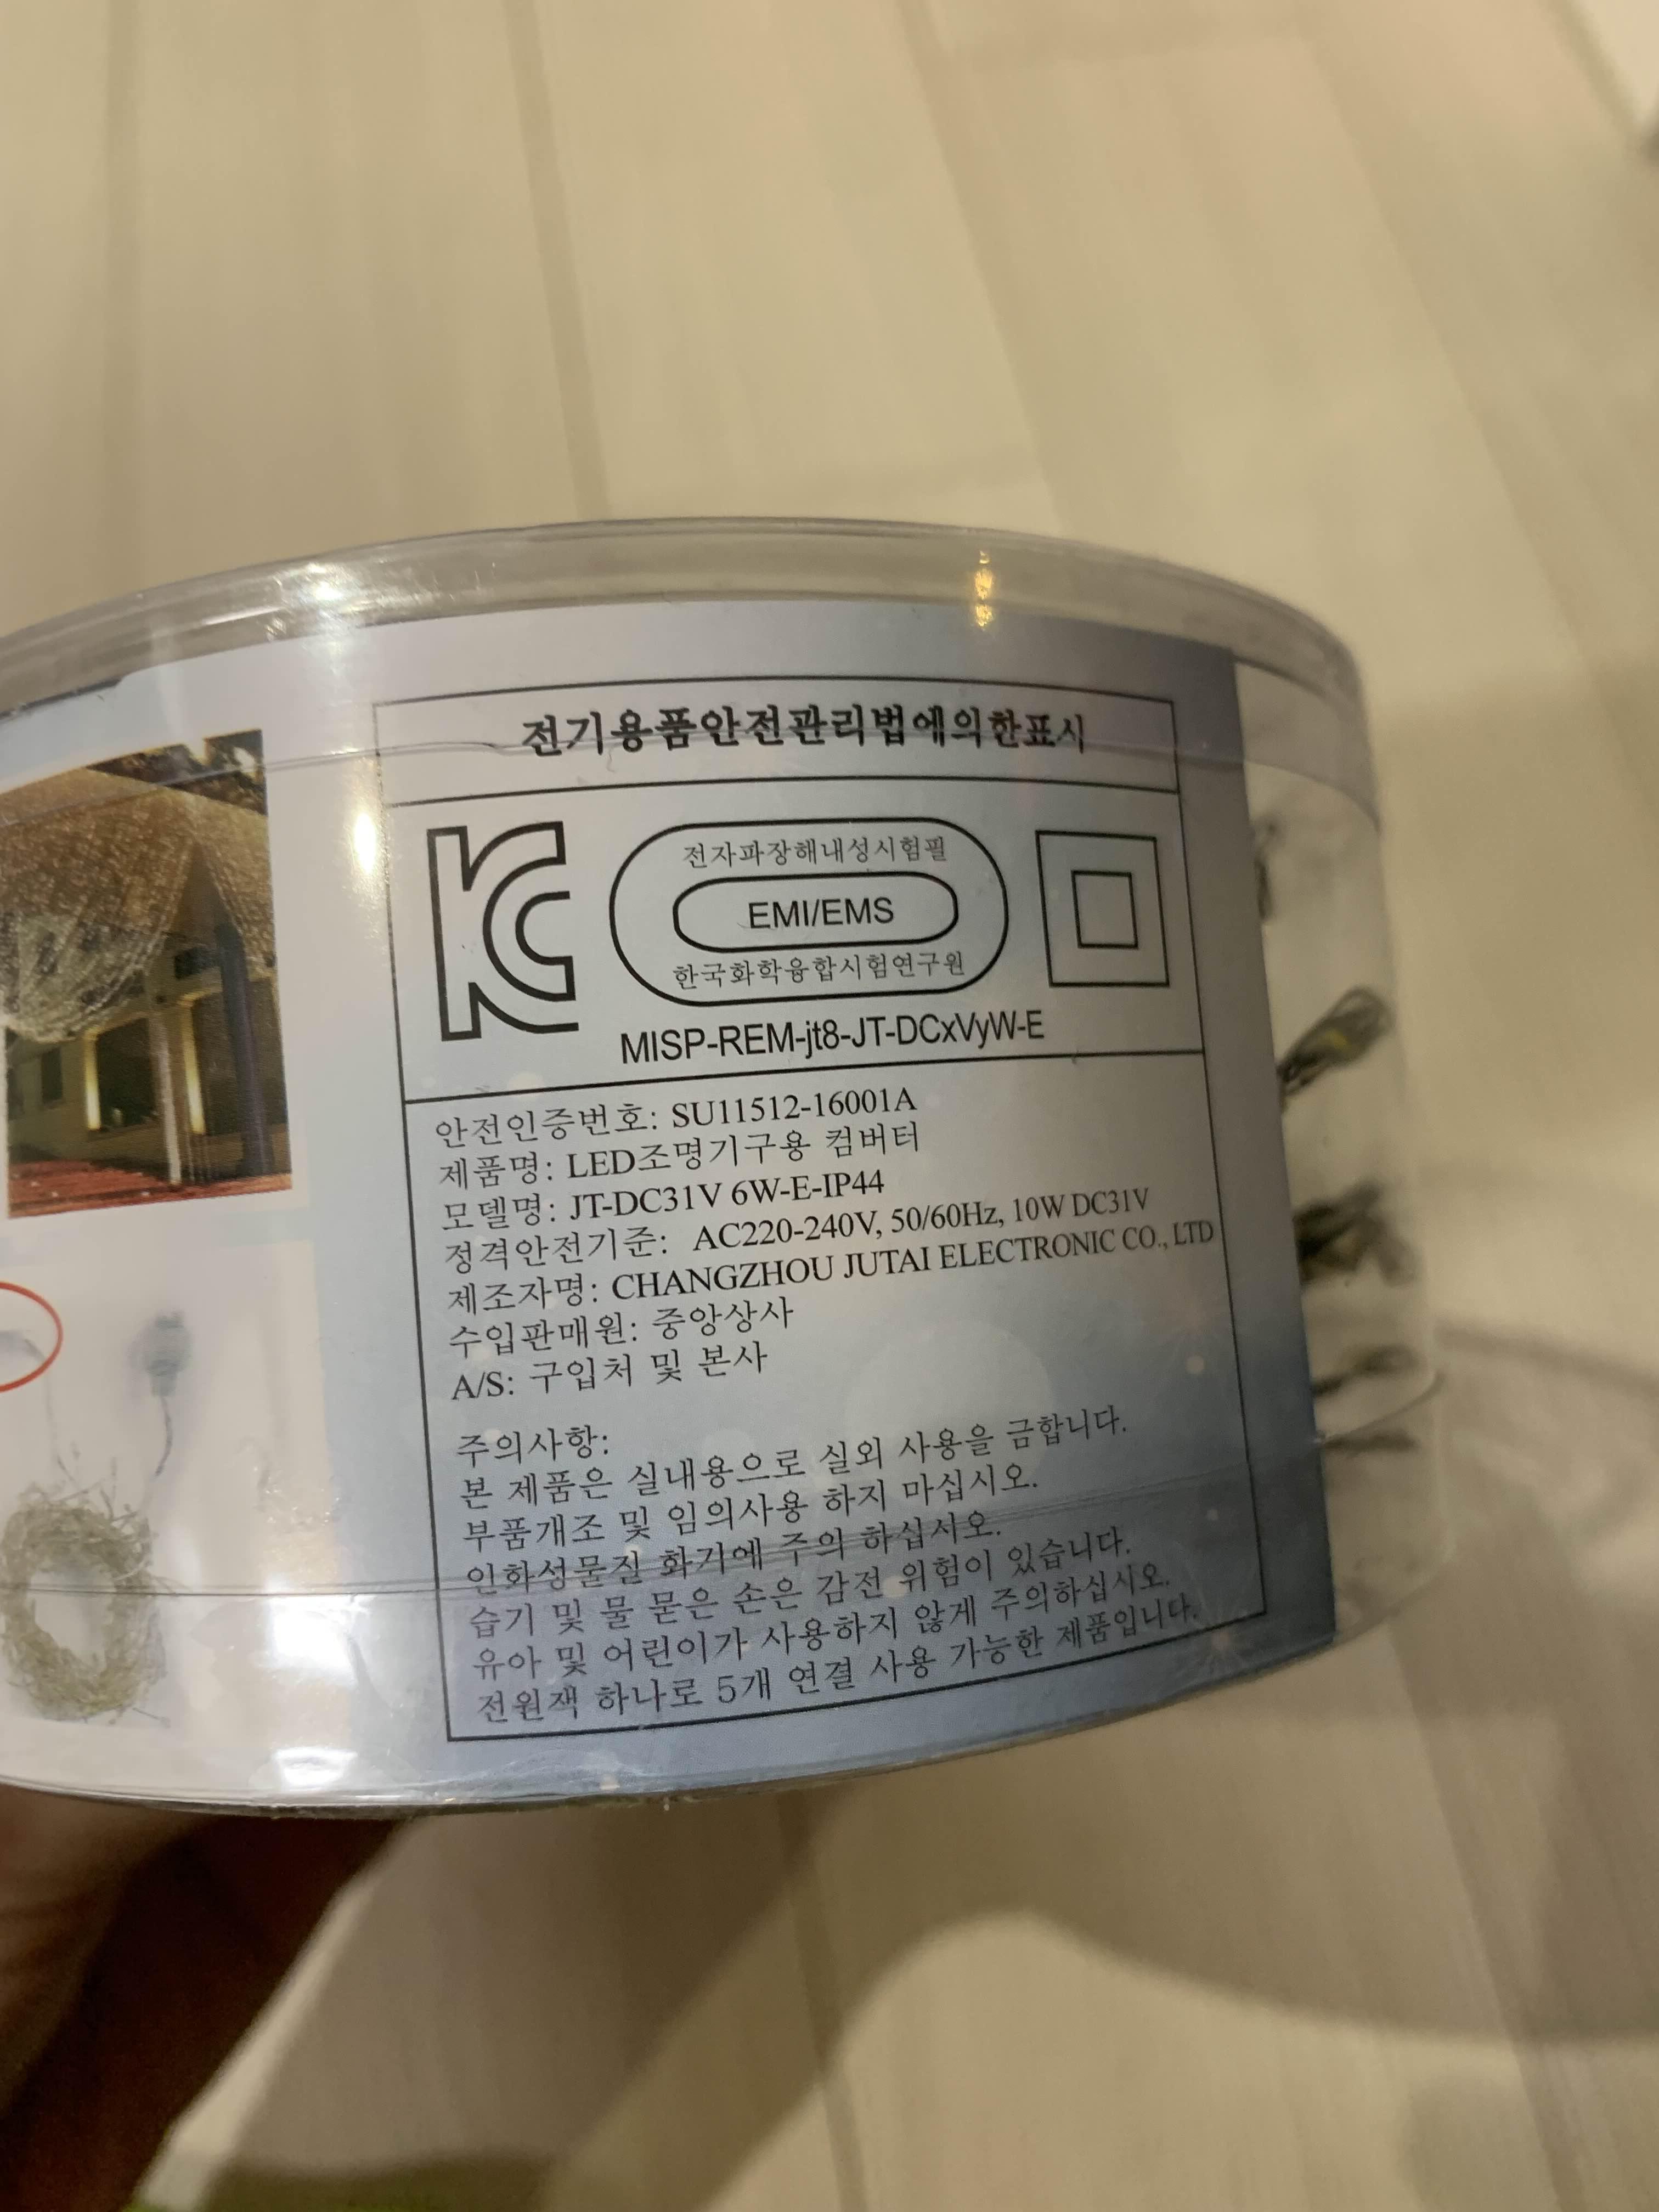 전기용품안전관리법에의한표시
KC
전자파장해내성시험필
EMI/EMS
한국화학융합시험연구원
MISP-REM-jt8-JT-DCxVyW-E
안전인증번호: SU11512-16001A
제품명: LED조명기구용 컴버터
모델명: JT-DC31V 6W-E-IP44
정격안전기준: AC220-240V, 50/60Hz, 10W DC31V
제조자명: CHANGZHOU JUTAI ELECTRONIC CO., LTD
수입판매원: 중앙상사
A/S: 구입처 및 본사
주의사항:
본 제품은 실내용으로 실외 사용을 금합니다.
부품개조 및 임의사용 하지 마십시오.
인화성물질 화기에 주의 하십시오.
습기 및 물 묻은 손은 감전 위험이 있습니다.
유아 및 어린이가 사용하지 않게 주의하십시오.
전원잭 하나로 5개 연결 사용 가능한 제품입니다.